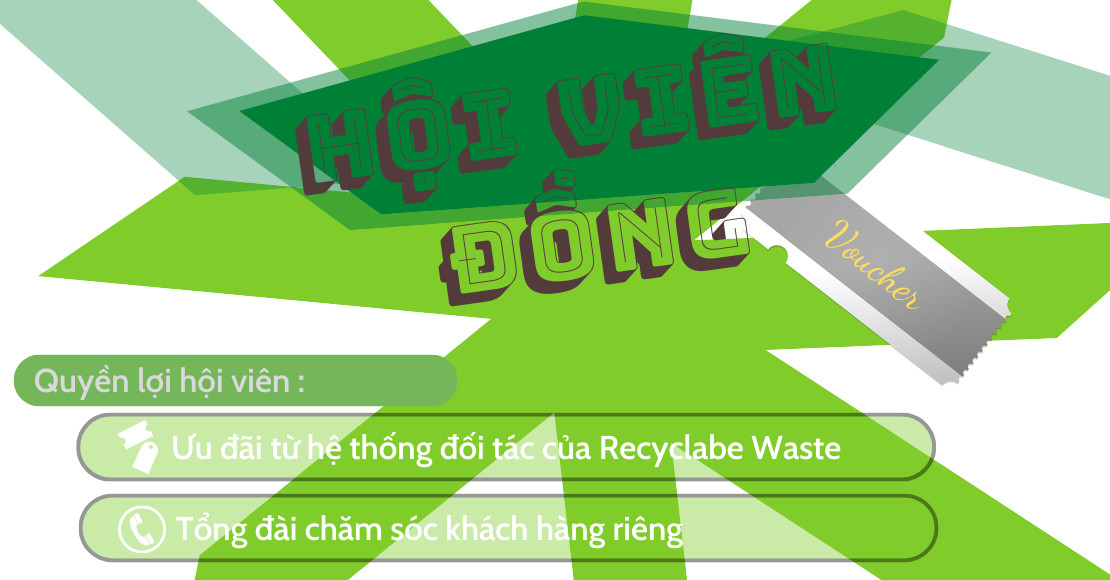 HỘI VIÊN
ĐỒNG
Voucher
Quyền lợi hội viên :
Ưu đãi từ hệ thống đối tác của Recyclabe Waste
Tổng đài chăm sóc khách hàng riêng